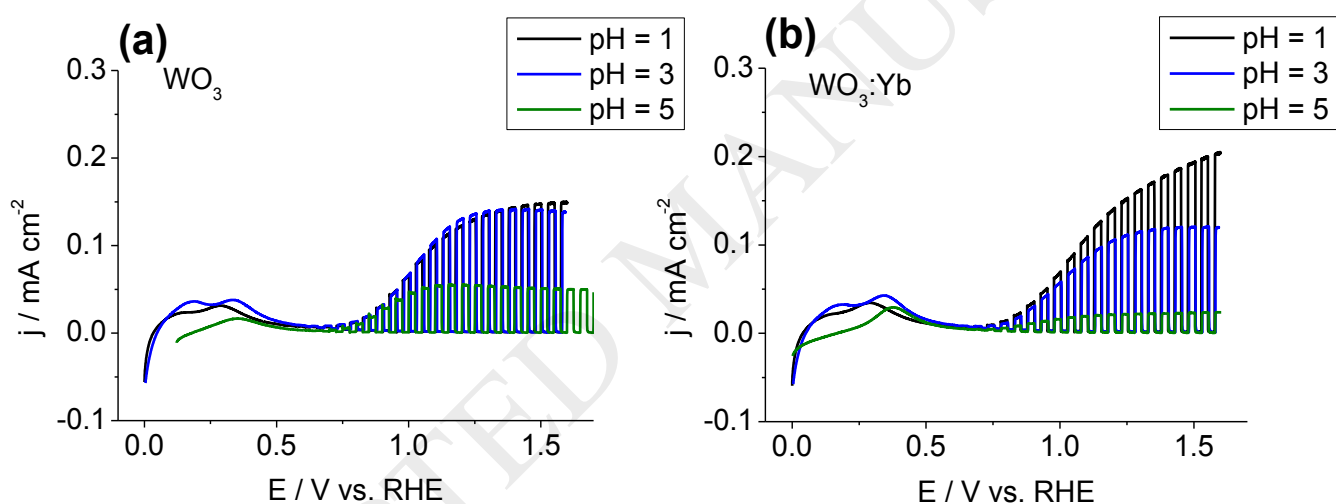 (a)
WO₃
pH = 1
pH = 3
pH = 5
0.3
0.2
0.1
0.0
-0.1
j / mA cm⁻²
0.0 0.5 1.0 1.5
E / V vs. RHE
(b)
WO₃:Yb
pH = 1
pH = 3
pH = 5
0.3
0.2
0.1
0.0
-0.1
j / mA cm⁻²
0.0 0.5 1.0 1.5
E / V vs. RHE
TED MANU